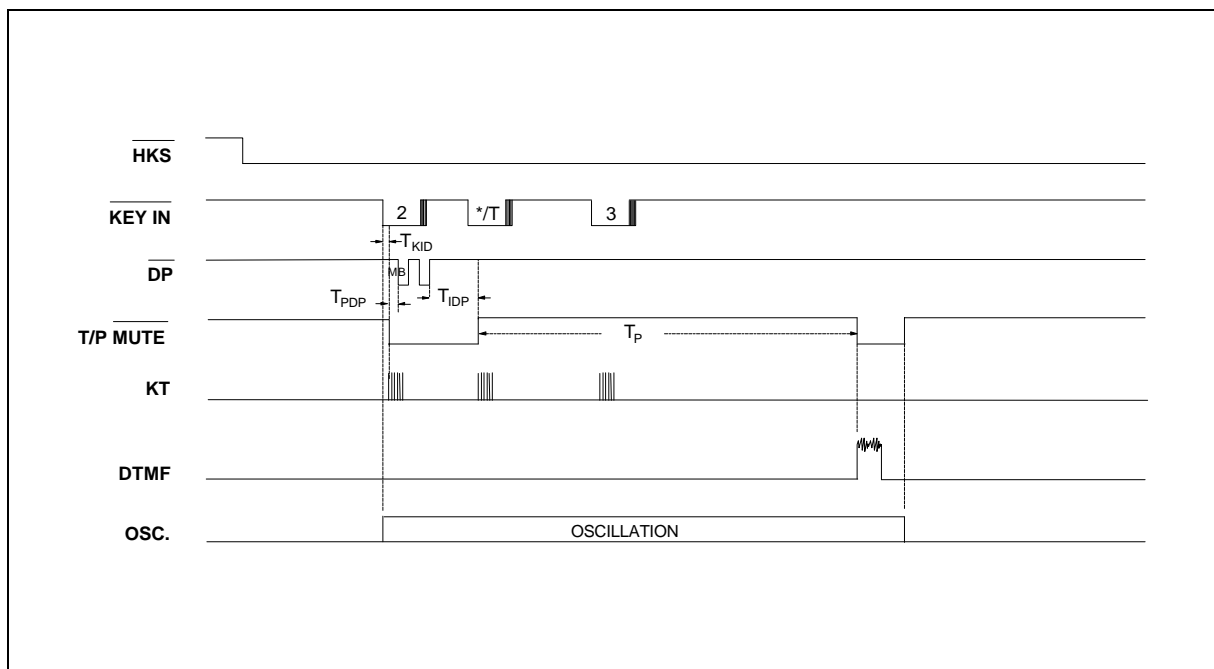 HKS
KEY IN
2
*/T
3
T_KID
DP
MB
T_PDP
T_IDP
T/P MUTE
T_P
KT
DTMF
OSC.
OSCILLATION